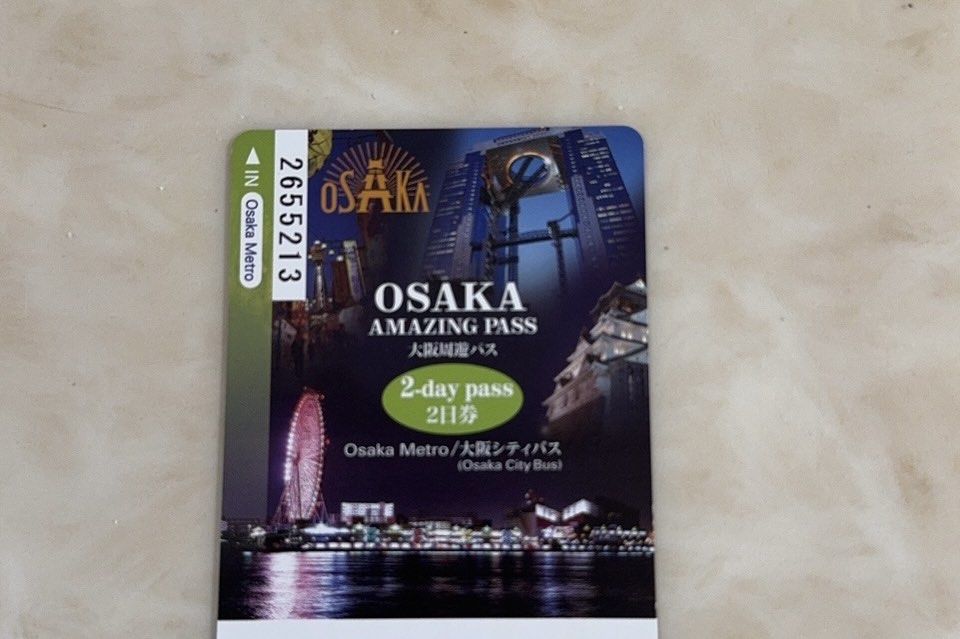 ◀ IN Osaka Metro
2655213
OSAKA
OSAKA
AMAZING PASS
大阪周遊パス
2-day pass
2日券
Osaka Metro/大阪シティバス
(Osaka City Bus)